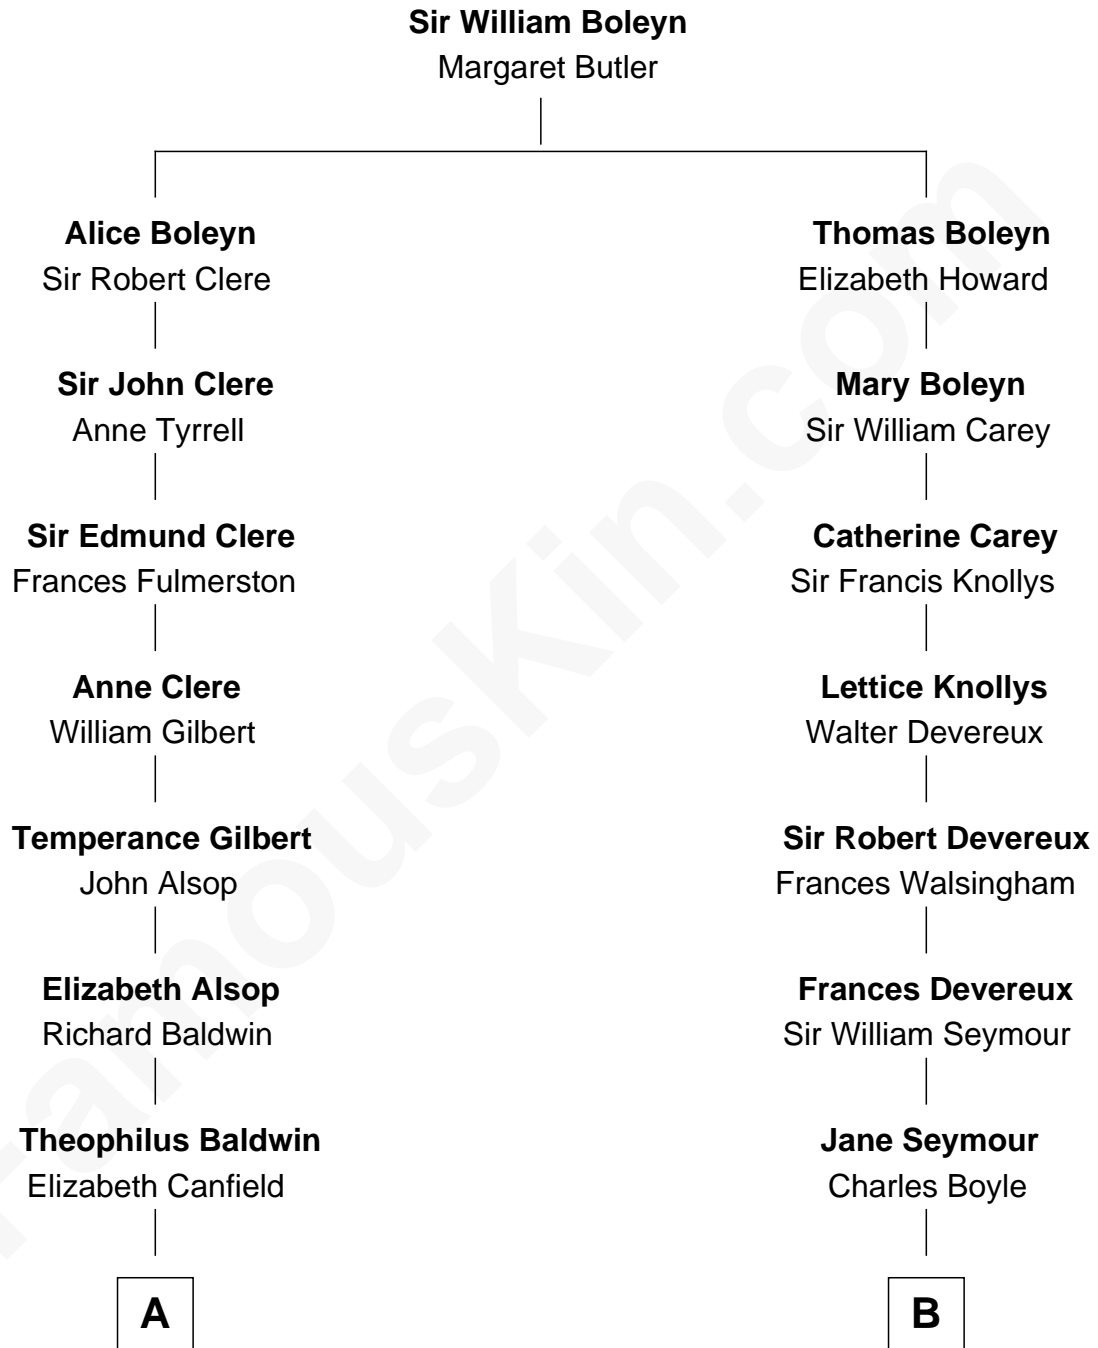 Sir William Boleyn
Margaret Butler
Alice Boleyn
Sir Robert Clere
Thomas Boleyn
Elizabeth Howard
Sir John Clere
Anne Tyrrell
Mary Boleyn
Sir William Carey
Sir Edmund Clere
Frances Fulmerston
Catherine Carey
Sir Francis Knollys
Anne Clere
William Gilbert
Lettice Knollys
Walter Devereux
Temperance Gilbert
John Alsop
Sir Robert Devereux
Frances Walsingham
Elizabeth Alsop
Richard Baldwin
Frances Devereux
Sir William Seymour
Theophilus Baldwin
Elizabeth Canfield
Jane Seymour
Charles Boyle
A
B
FamousKin.com